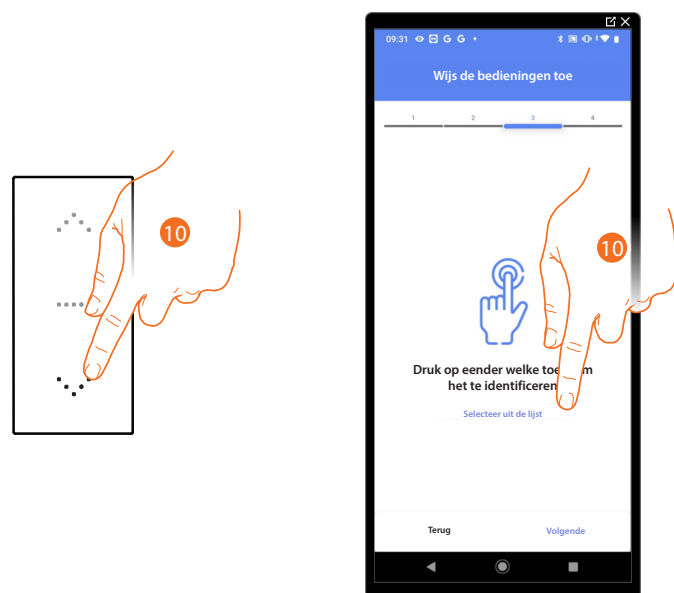 09:31 G G
Wijs de bedieningen toe
1 2 3 4
10
10
Druk op eender welke toe m
het te identificeren
Selecteer uit de lijst
Terug Volgende